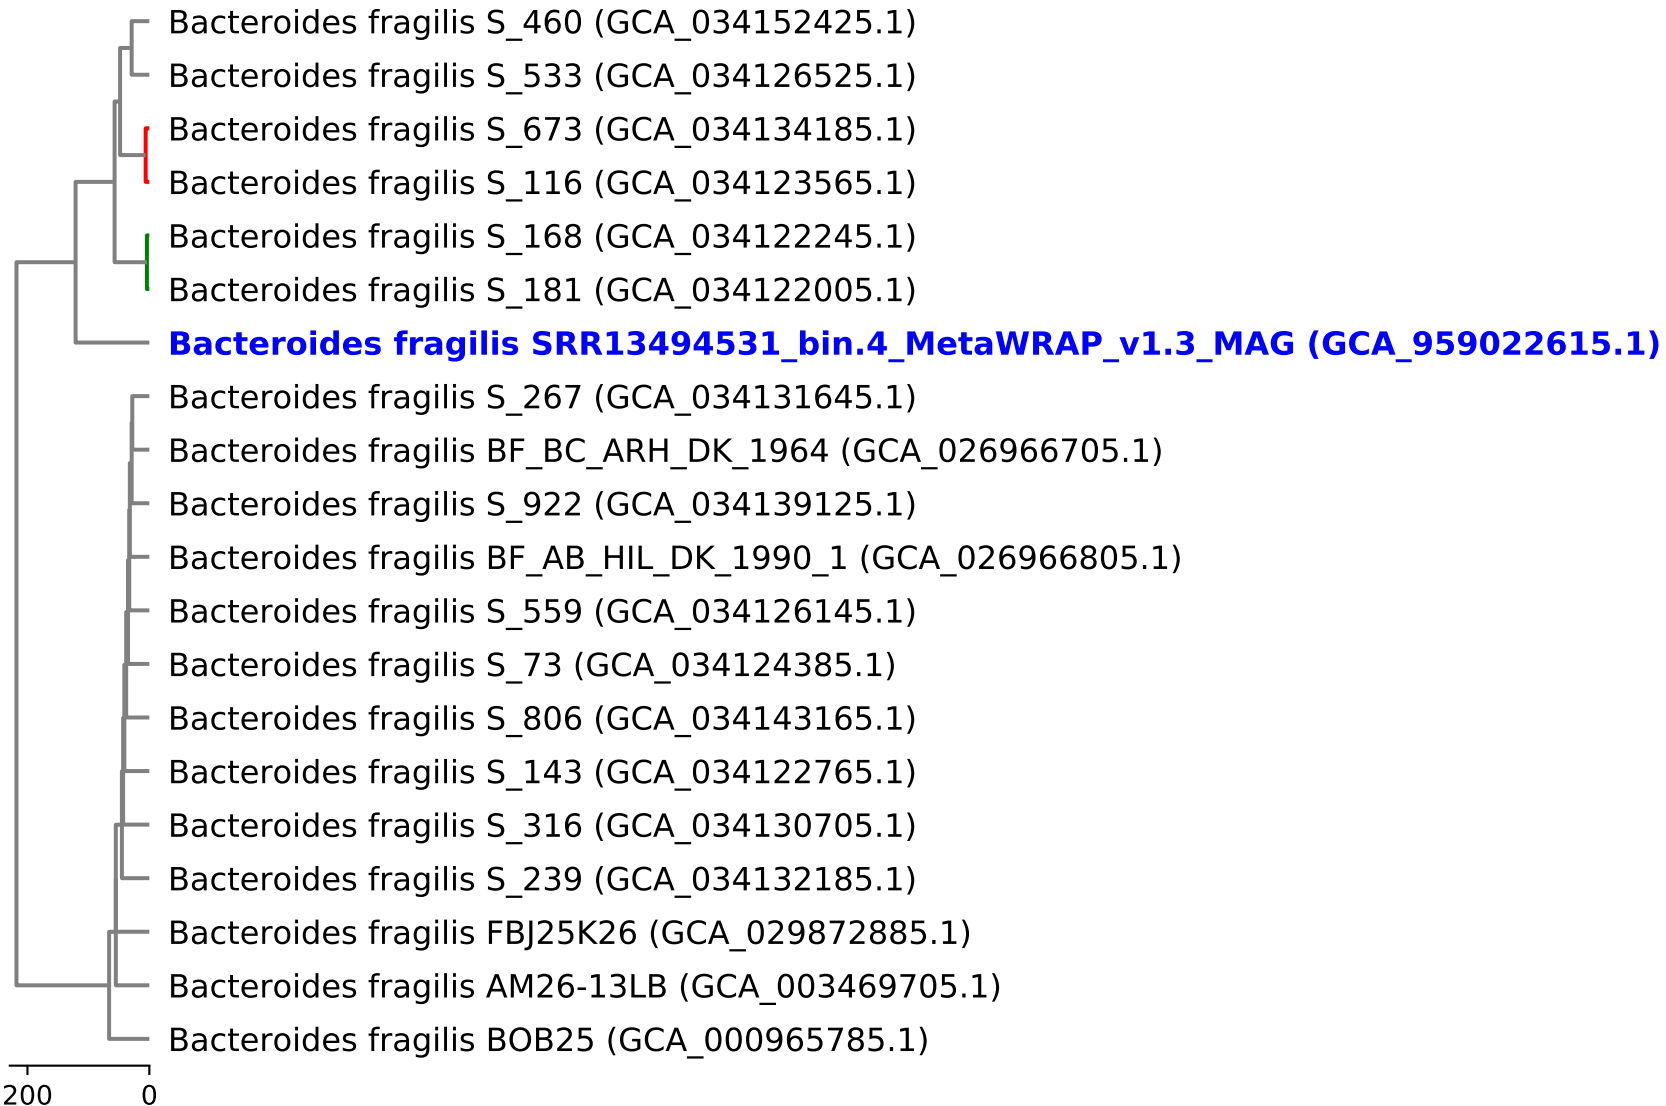 Bacteroides fragilis S_460 (GCA_034152425.1)
Bacteroides fragilis S_533 (GCA_034126525.1)
Bacteroides fragilis S_673 (GCA_034134185.1)
Bacteroides fragilis S_116 (GCA_034123565.1)
Bacteroides fragilis S_168 (GCA_034122245.1)
Bacteroides fragilis S_181 (GCA_034122005.1)
Bacteroides fragilis SRR13494531_bin.4_MetaWRAP_v1.3_MAG (GCA_959022615.1)
Bacteroides fragilis S_267 (GCA_034131645.1)
Bacteroides fragilis BF_BC_ARH_DK_1964 (GCA_026966705.1)
Bacteroides fragilis S_922 (GCA_034139125.1)
Bacteroides fragilis BF_AB_HIL_DK_1990_1 (GCA_026966805.1)
Bacteroides fragilis S_559 (GCA_034126145.1)
Bacteroides fragilis S_73 (GCA_034124385.1)
Bacteroides fragilis S_806 (GCA_034143165.1)
Bacteroides fragilis S_143 (GCA_034122765.1)
Bacteroides fragilis S_316 (GCA_034130705.1)
Bacteroides fragilis S_239 (GCA_034132185.1)
Bacteroides fragilis FBJ25K26 (GCA_029872885.1)
Bacteroides fragilis AM26-13LB (GCA_003469705.1)
Bacteroides fragilis BOB25 (GCA_000965785.1)
200 0